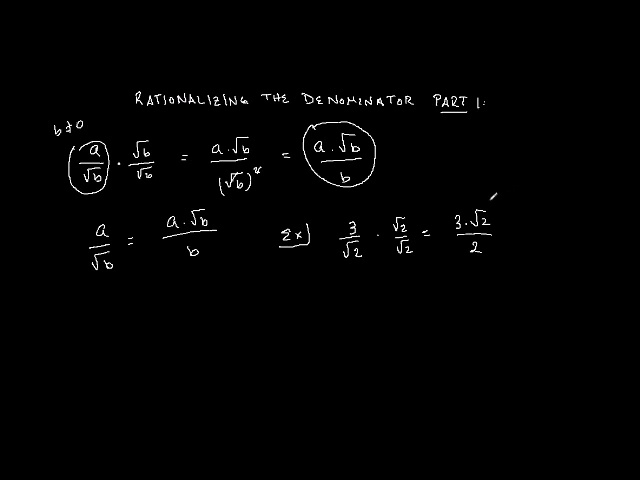 RATIONALIZING THE DENOMINATOR PART 1:
b≠0
a/√b · √b/√b = a·√b/(√b)² = a·√b/b
a/√b = a·√b/b Ex) 3/√2 · √2/√2 = 3·√2/2